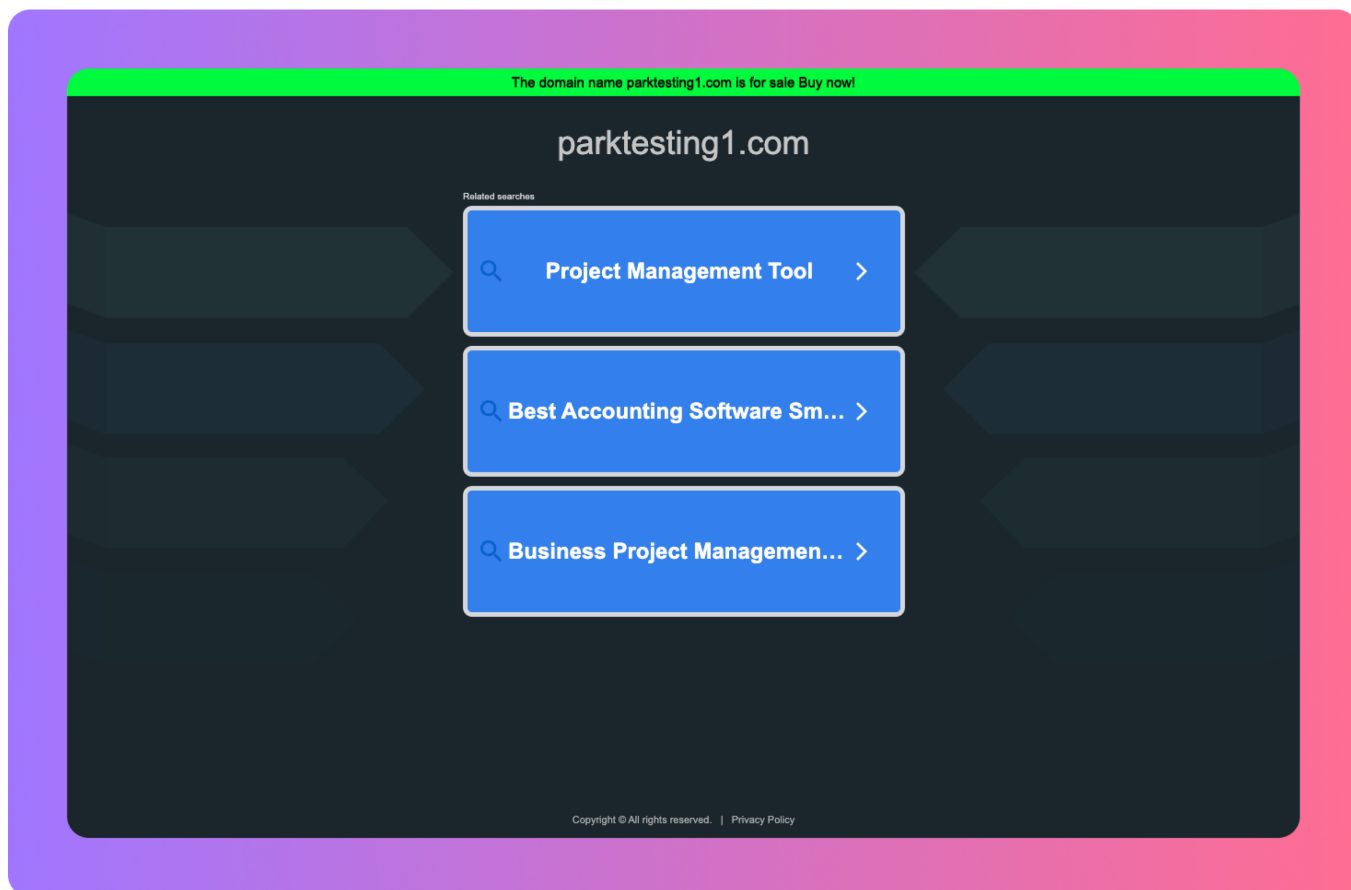 The domain name parktesting1.com is for sale Buy now!
parktesting1.com
Related searches
Project Management Tool
Best Accounting Software Sm...
Business Project Managemen...
Copyright © All rights reserved. | Privacy Policy